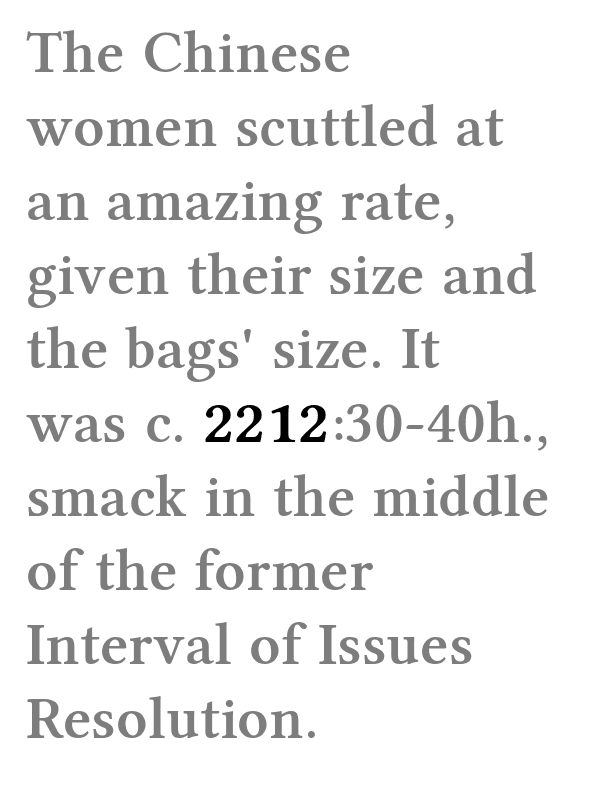 The Chinese
women scuttled at
an amazing rate,
given their size and
the bags' size. It
was c. 2212:30-40h.,
smack in the middle
of the former
Interval of Issues
Resolution.